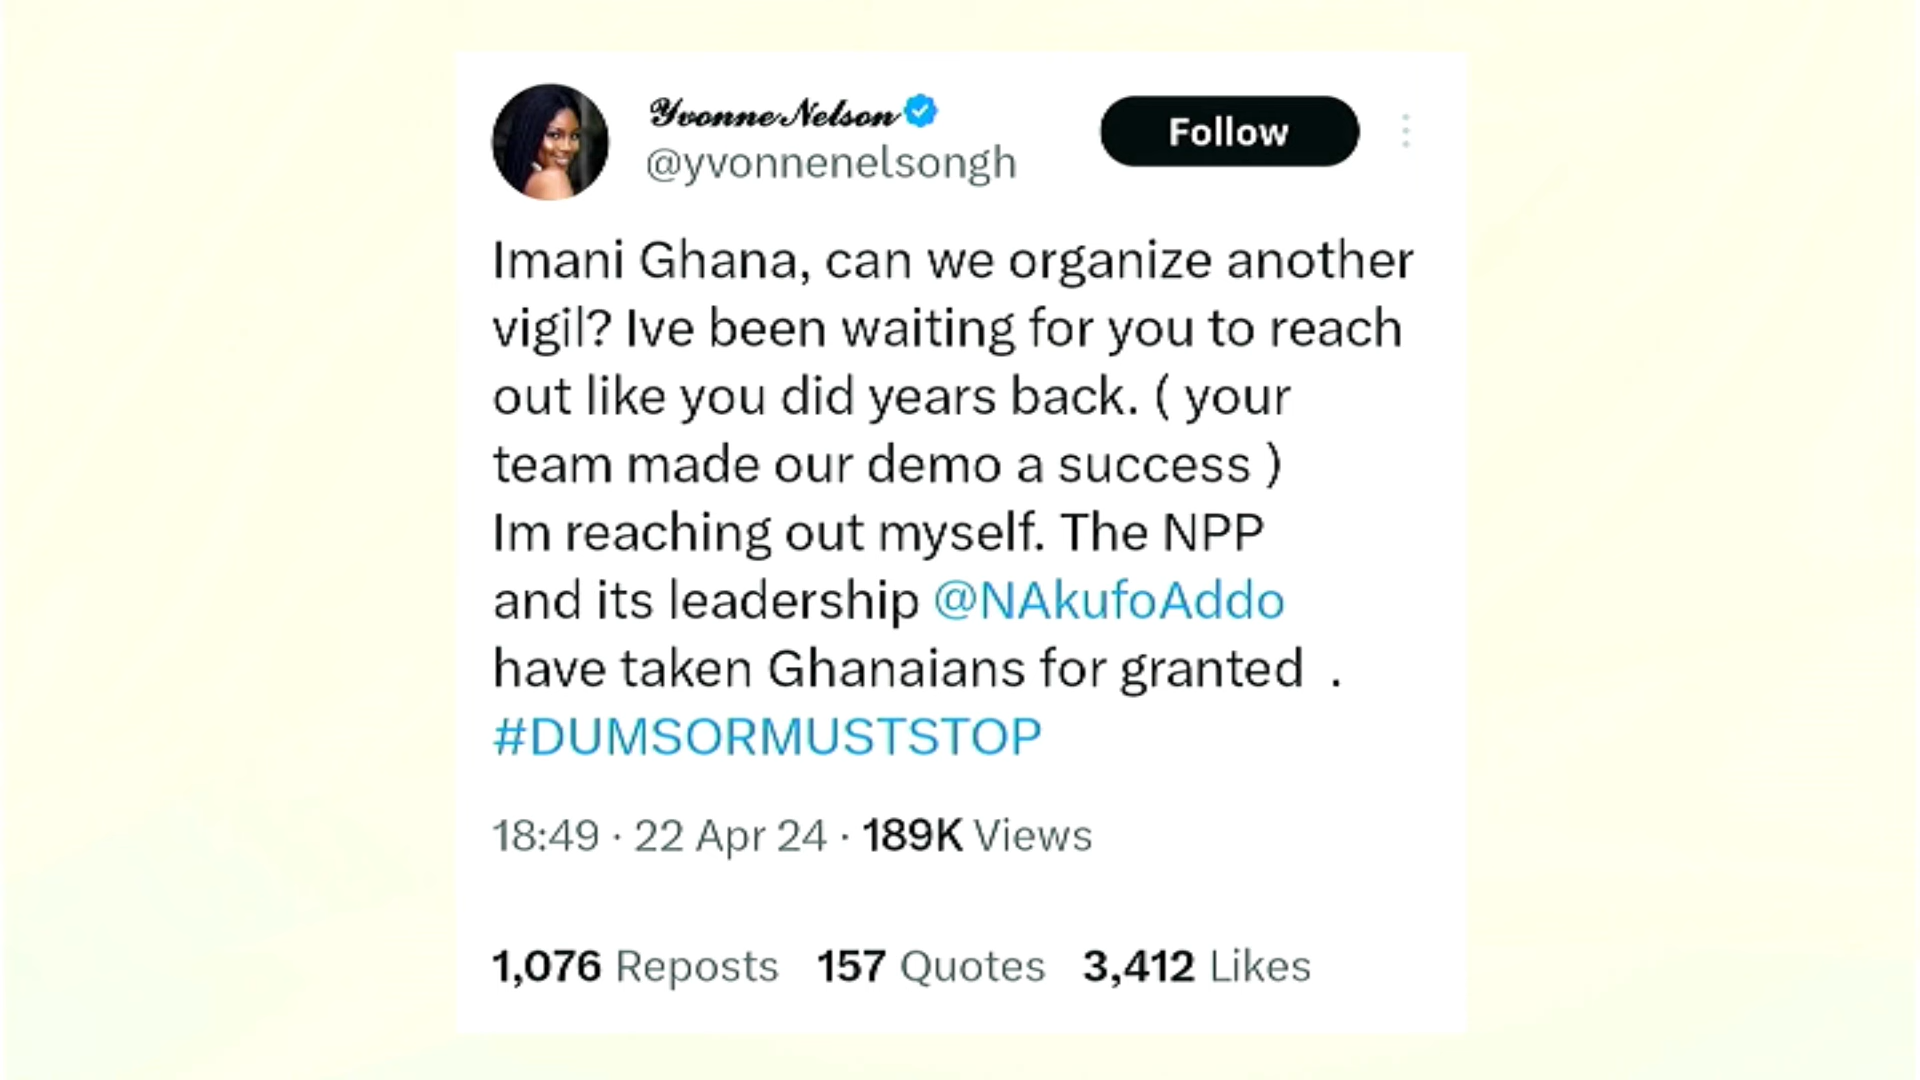 Yvonne Nelson
@yvonnenelsongh
Follow
Imani Ghana, can we organize another
vigil? Ive been waiting for you to reach
out like you did years back. ( your
team made our demo a success )
Im reaching out myself. The NPP
and its leadership @NAkufoAddo
have taken Ghanaians for granted .
#DUMSORMUSTSTOP
18:49 · 22 Apr 24 · 189K Views
1,076 Reposts 157 Quotes 3,412 Likes